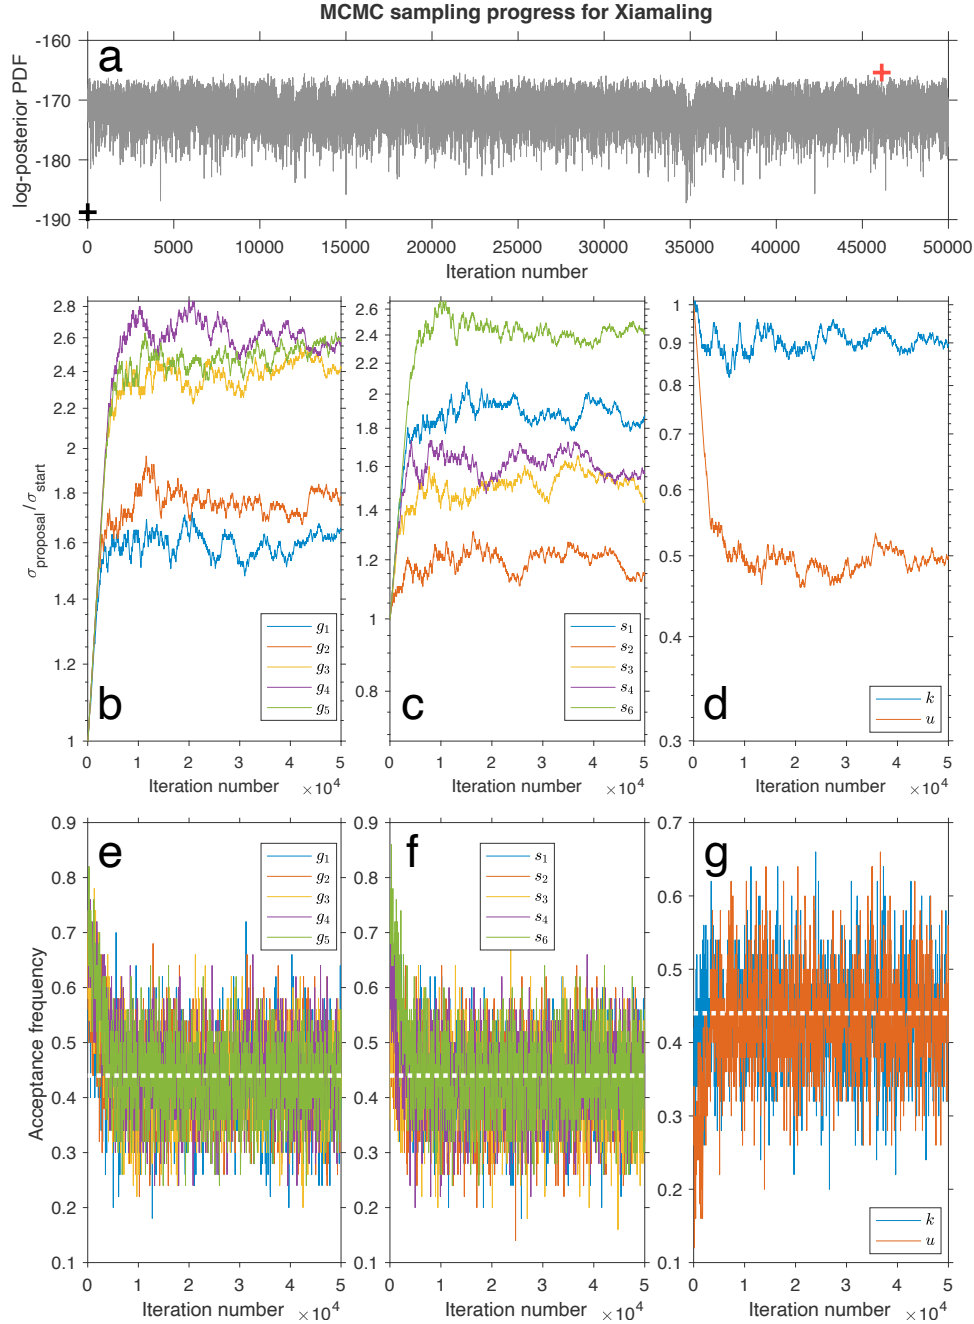 MCMC sampling progress for Xiamaling
a
log-posterior PDF
-160
-170
-180
-190
0 5000 10000 15000 20000 25000 30000 35000 40000 45000 50000
Iteration number
b
σproposal/σstart
2.8
2.6
2.4
2.2
2
1.8
1.6
1.4
1.2
1
g1
g2
g3
g4
g5
0 1 2 3 4 5
Iteration number ×10^4
c
2.6
2.4
2.2
2
1.8
1.6
1.4
1.2
1
0.8
s1
s2
s3
s4
s6
0 1 2 3 4 5
Iteration number ×10^4
d
1
0.9
0.8
0.7
0.6
0.5
0.4
0.3
k
u
0 1 2 3 4 5
Iteration number ×10^4
e
Acceptance frequency
0.9
0.8
0.7
0.6
0.5
0.4
0.3
0.2
0.1
g1
g2
g3
g4
g5
0 1 2 3 4 5
Iteration number ×10^4
f
0.9
0.8
0.7
0.6
0.5
0.4
0.3
0.2
0.1
s1
s2
s3
s4
s6
0 1 2 3 4 5
Iteration number ×10^4
g
0.7
0.6
0.5
0.4
0.3
0.2
0.1
k
u
0 1 2 3 4 5
Iteration number ×10^4